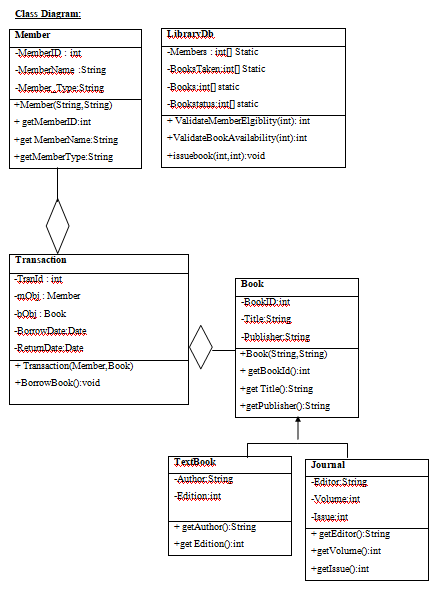 Class Diagram:
Member
-MemberID : int
-MemberName :String
-Member_Type:String
+Member(String,String)
+ getMemberID:int
+get MemberName:String
+getMemberType:String
LibraryDb
-Members : int[] Static
-BooksTaken:int[] Static
-Books:int[] static
-Bookstatus:int[] static
+ ValidateMemberElgiblity(int): int
+ValidateBookAvailability(int):int
+issuebook(int,int):void
Transaction
-TranId : int
-mObj : Member
-bObj : Book
-BorrowDate:Date
-ReturnDate:Date
+ Transaction(Member,Book)
+BorrowBook():void
Book
-BookID:int
-Title:String
-Publisher:String
+Book(String,String)
+ getBookId():int
+get Title():String
+getPublisher():String
TextBook
-Author:String
-Edition:int
+ getAuthor():String
+get Edition():int
Journal
-Editor:String
-Volume:int
-Issue:int
+ getEditor():String
+getVolume():int
+getIssue():int